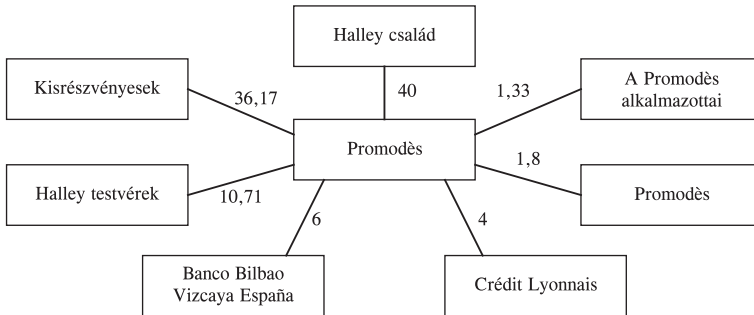 Halley család
Kisrészvényesek
A Promodès
alkalmazottai
36,17
40
1,33
Promodès
Halley testvérek
10,71
1,8
Promodès
6
4
Banco Bilbao
Vizcaya España
Crédit Lyonnais